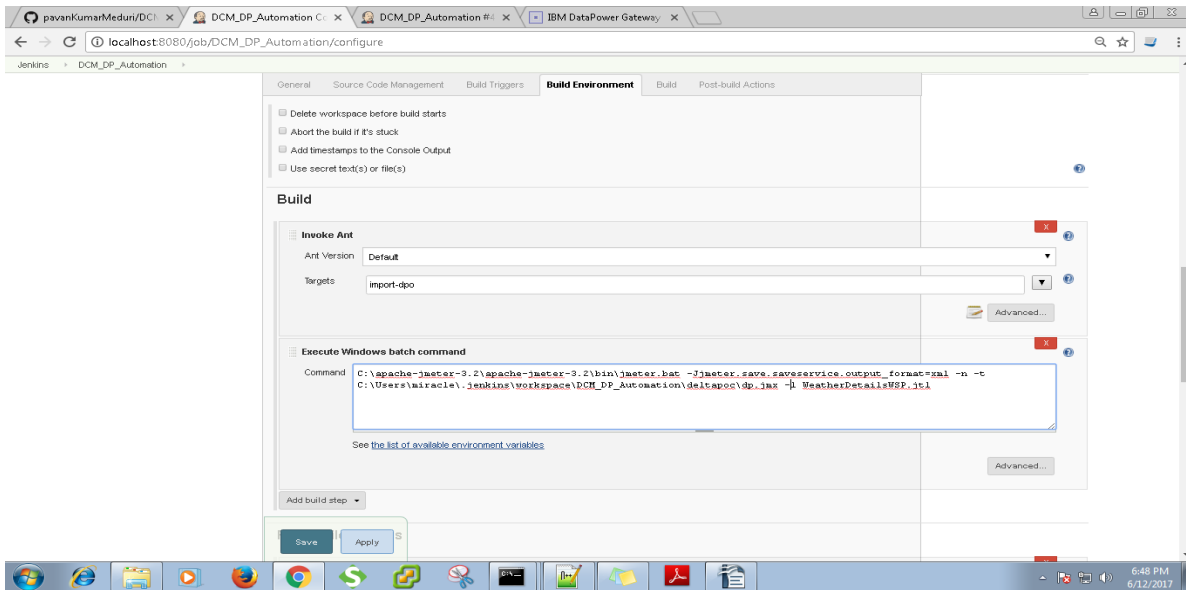 pavanKumarMeduri/DCM
DCM_DP_Automation Co
DCM_DP_Automation #4
IBM DataPower Gateway
localhost:8080/job/DCM_DP_Automation/configure
Jenkins DCM_DP_Automation
General Source Code Management Build Triggers Build Environment Build Post-build Actions
Delete workspace before build starts
Abort the build if it's stuck
Add timestamps to the Console Output
Use secret text(s) or file(s)
Build
X
Invoke Ant
Ant Version Default
Targets import-dpo
Advanced...
X
Execute Windows batch command
Command C:\apache-jmeter-3.2\apache-jmeter-3.2\bin\jmeter.bat -Jjmeter.save.saveservice.output_format=xml -n -t
C:\Users\miracle\.jenkins\workspace\DCM_DP_Automation\deltapoc\dp.jmx -l WeatherDetailsWSP.jtl
See the list of available environment variables
Advanced...
Add build step
Save Apply
6:48 PM
6/12/2017